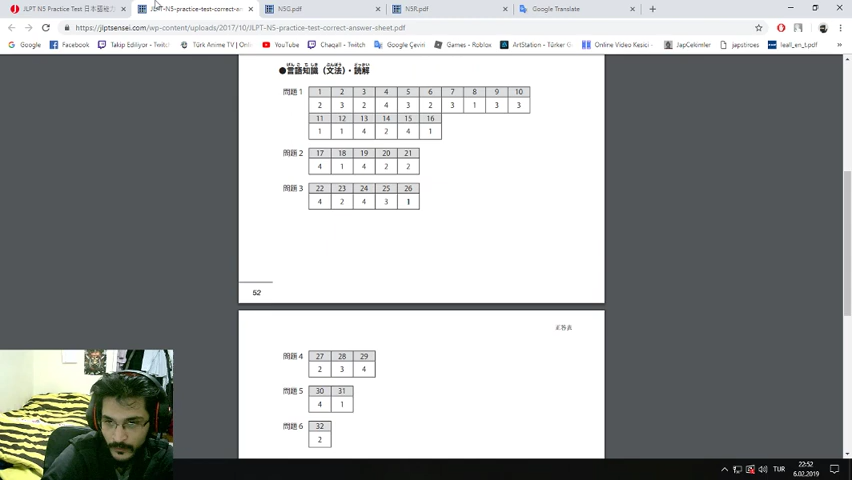 JLPT N5 Practice Test 日本語能力
JLPT-N5-practice-test-correct-an
N5G.pdf
N5R.pdf
Google Translate
https://jlptsensei.com/wp-content/uploads/2017/10/JLPT-N5-practice-test-correct-answer-sheet.pdf
Google Facebook Takip Ediyor - Twitch Türk Anime TV | Onli YouTube Chaqall - Twitch Google Çeviri Games - Roblox ArtStation - Türker G Online Video Kesici JapÇekimler japstroes leall_en_t.pdf
●言語知識（文法）・読解
問題1 1 2 3 4 5 6 7 8 9 10
2 3 2 4 3 2 3 1 3 3
11 12 13 14 15 16
1 1 4 2 4 1
問題2 17 18 19 20 21
4 1 4 2 2
問題3 22 23 24 25 26
4 2 4 3 1
52
正答表
問題4 27 28 29
2 3 4
問題5 30 31
4 1
問題6 32
2
TUR
22:52
6.02.2019